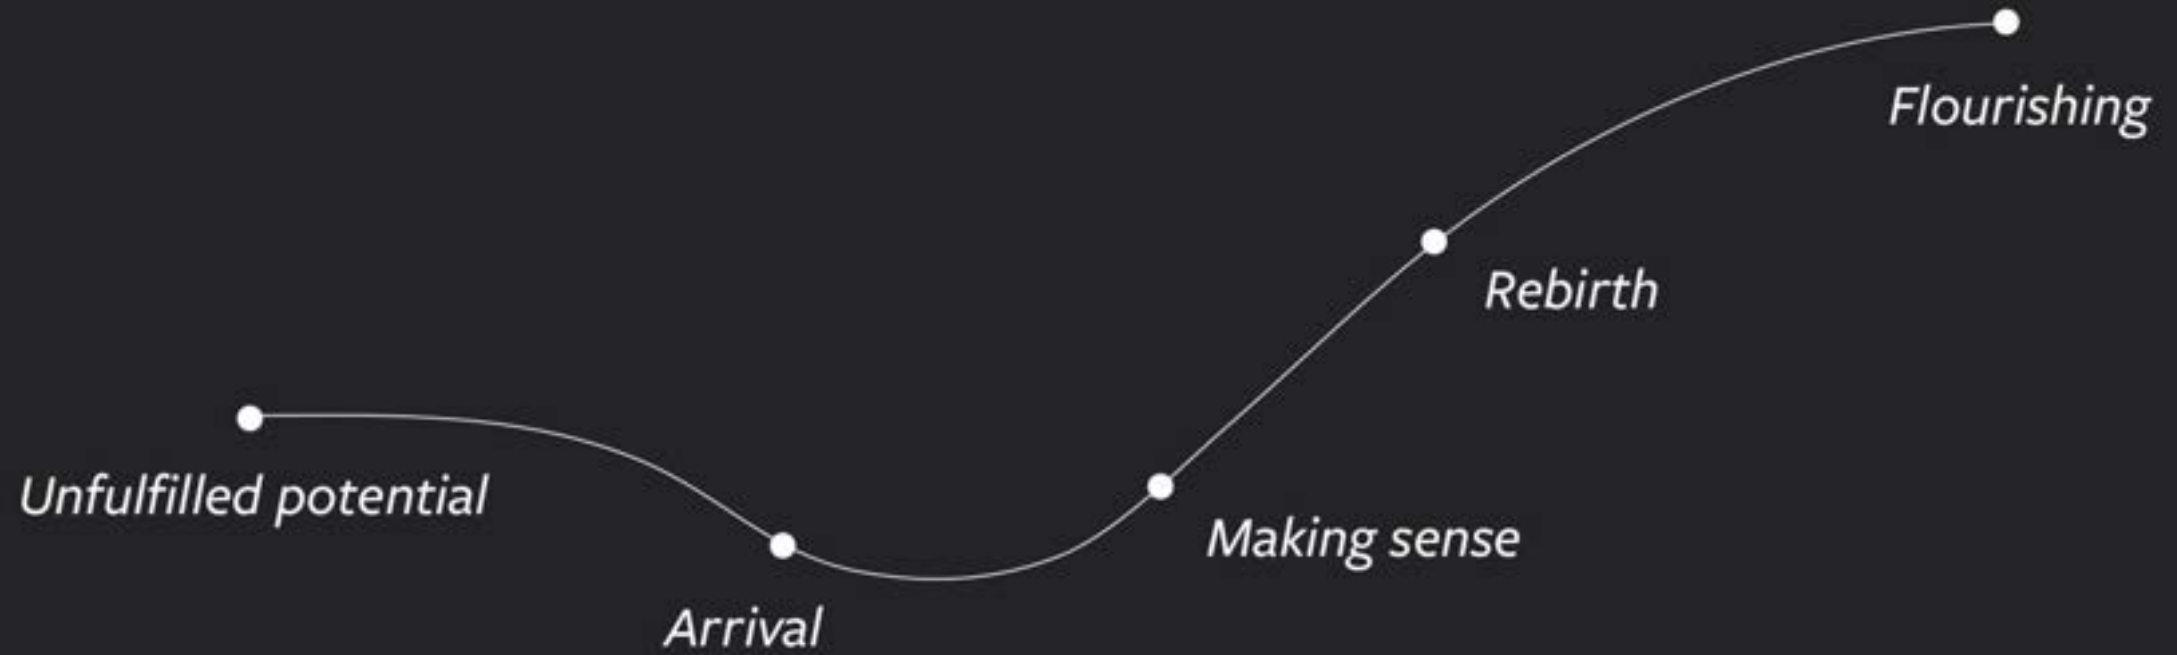 Unfulfilled potential
Arrival
Making sense
Rebirth
Flourishing